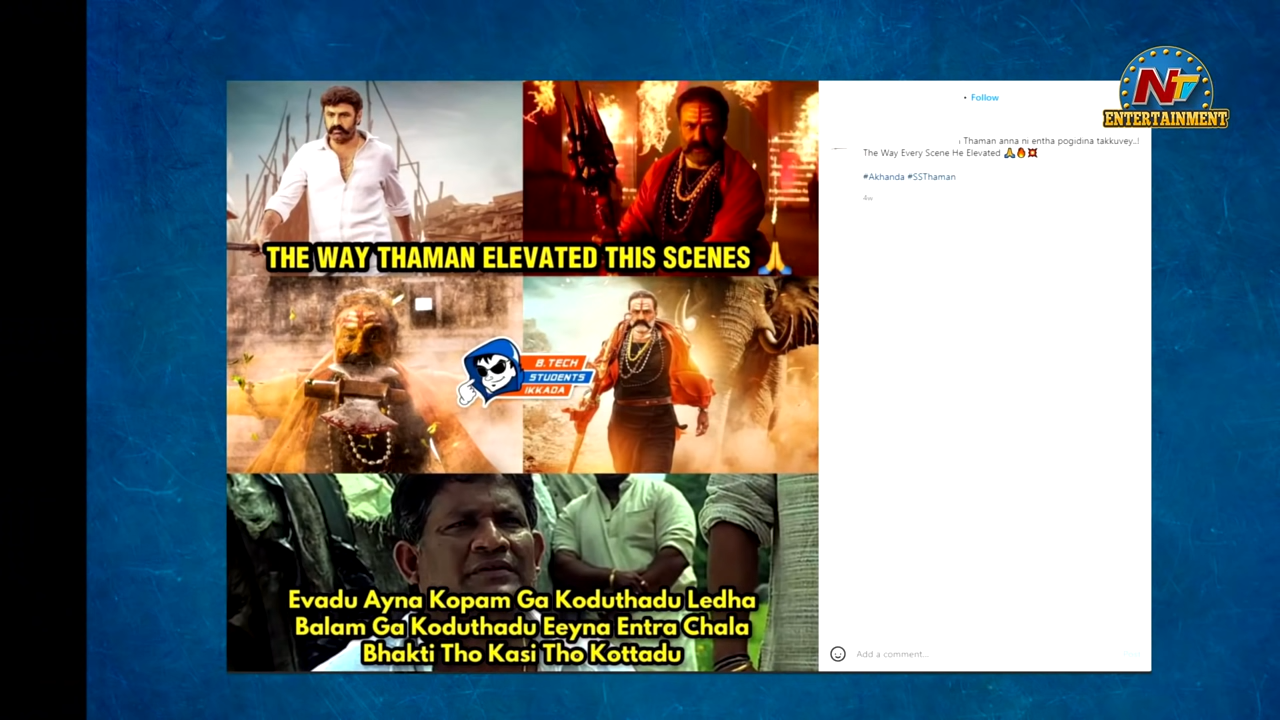 NTV
ENTERTAINMENT
• Follow
Thaman anna ni entha pogidina takkuvey..!
The Way Every Scene He Elevated 🙏🔥💥
#Akhanda #SSThaman
4w
THE WAY THAMAN ELEVATED THIS SCENES 🙏
B.TECH
STUDENTS
IKKADA
Evadu Ayna Kopam Ga Koduthadu Ledha
Balam Ga Koduthadu Eeyna Entra Chala
Bhakti Tho Kasi Tho Kottadu
Add a comment...